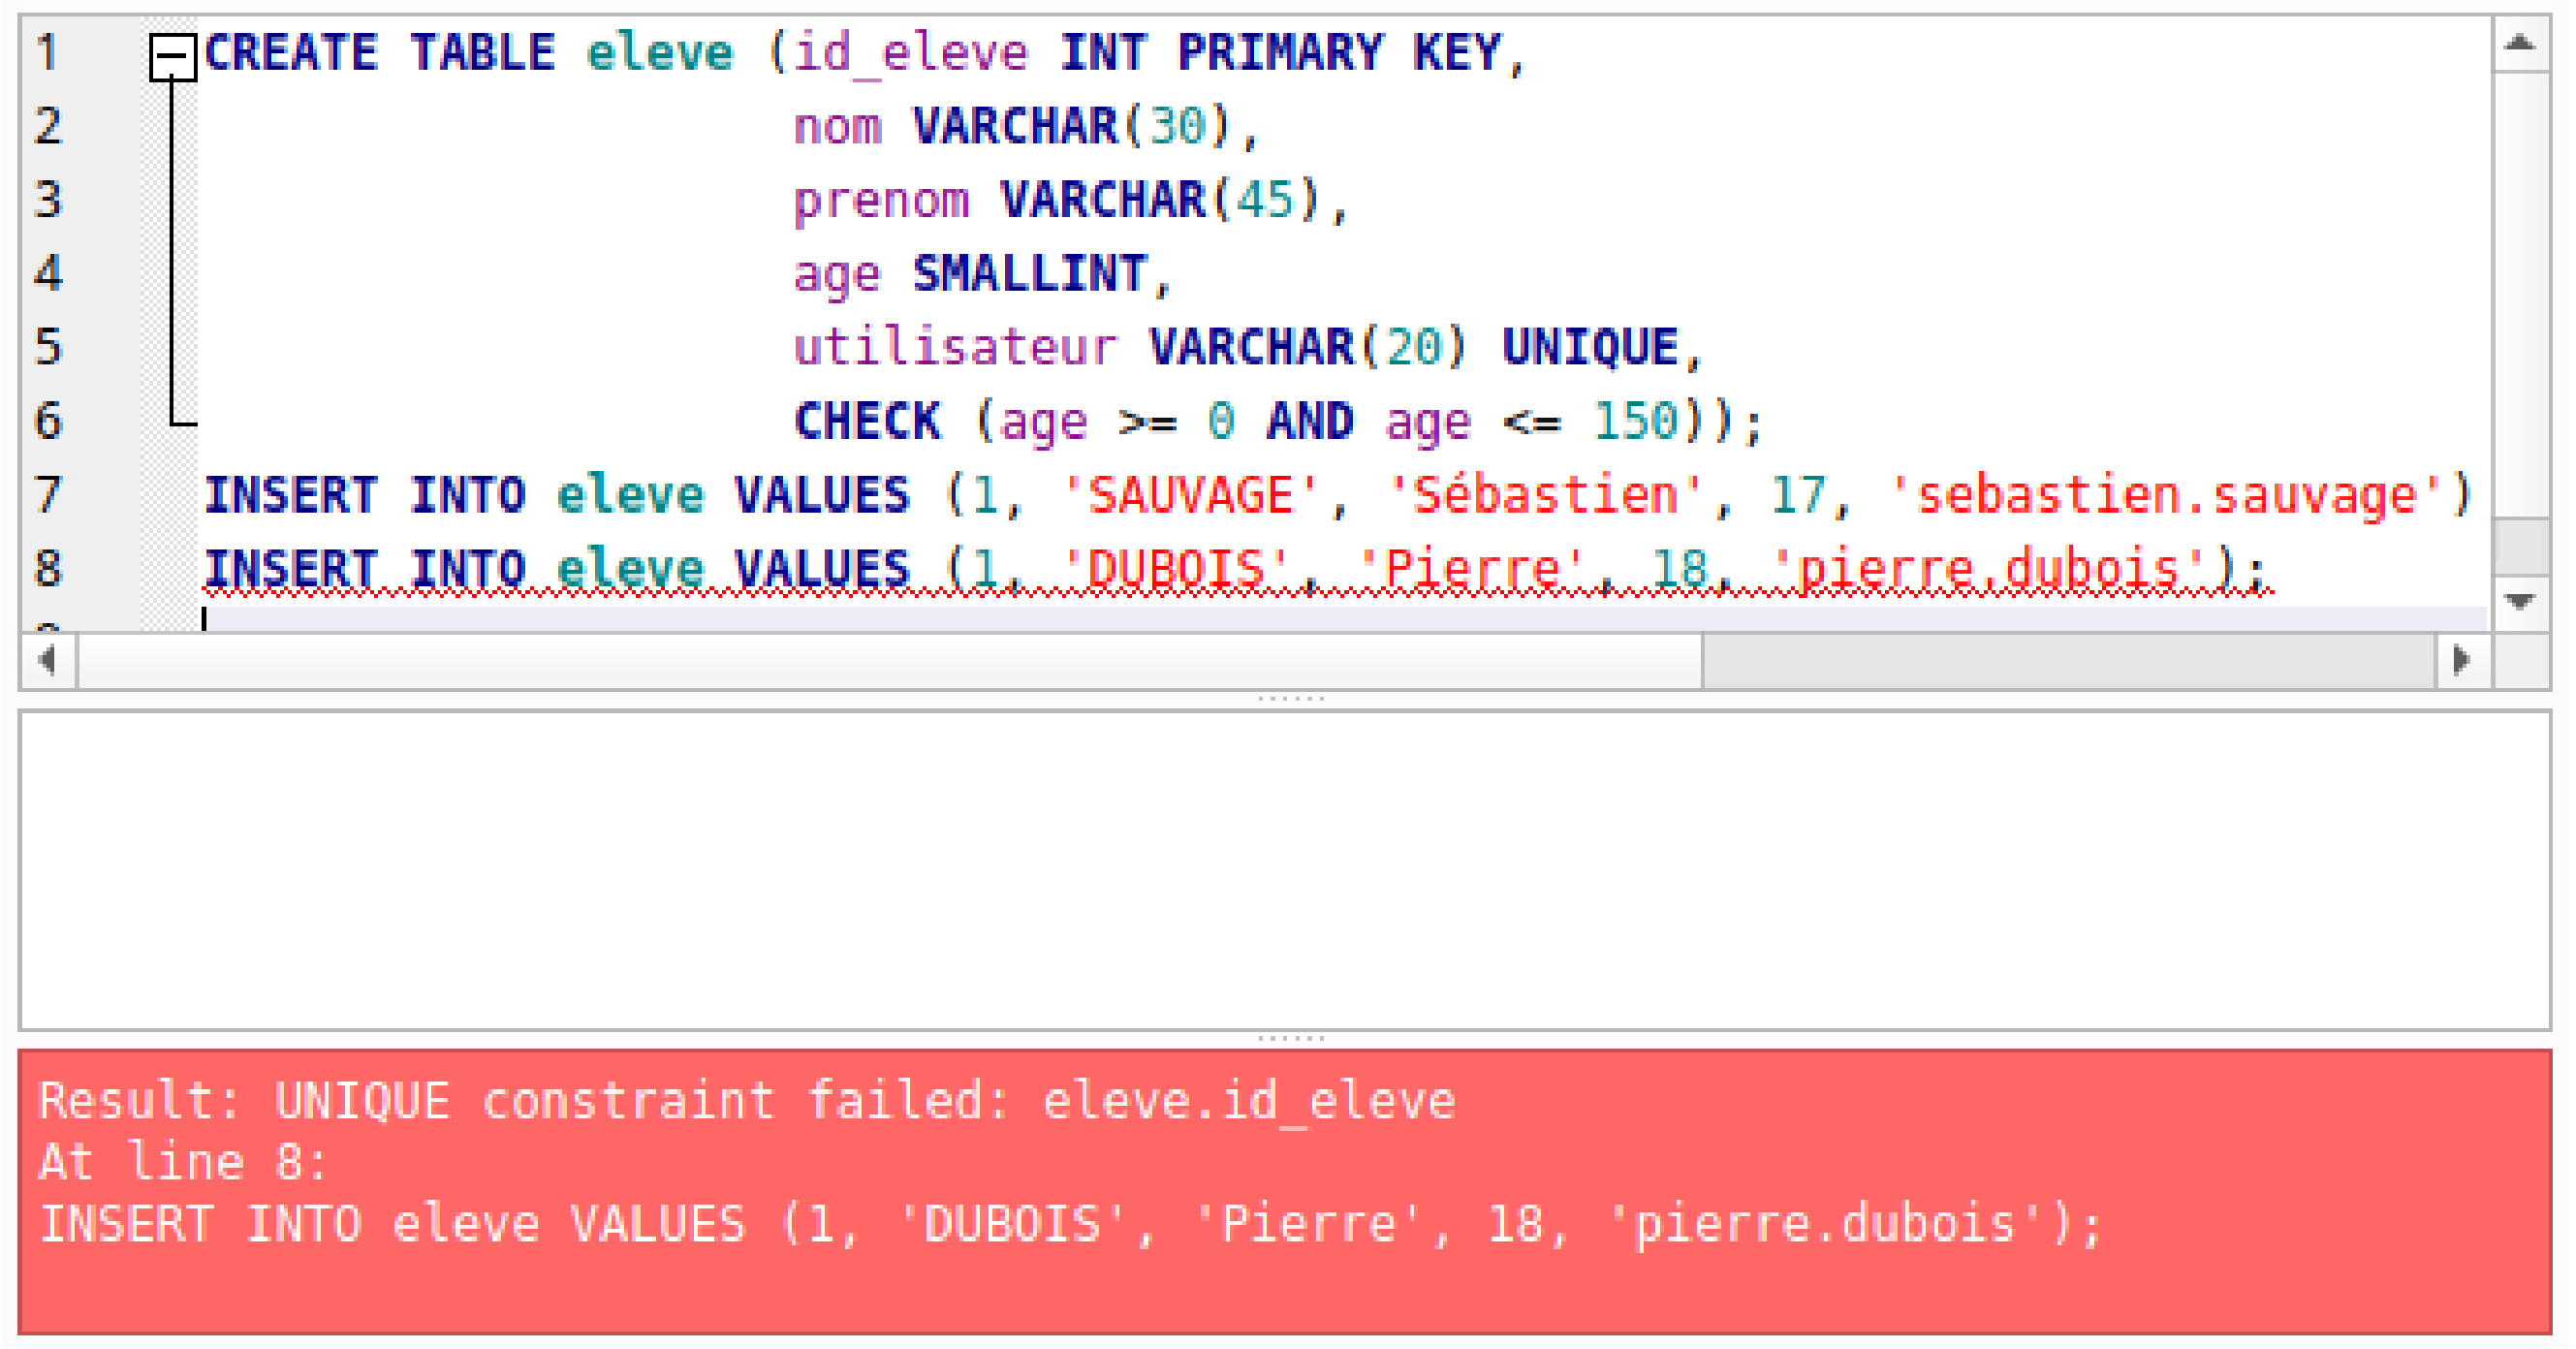 1 CREATE TABLE eleve (id_eleve INT PRIMARY KEY,
2 nom VARCHAR(30),
3 prenom VARCHAR(45),
4 age SMALLINT,
5 utilisateur VARCHAR(20) UNIQUE,
6 CHECK (age >= 0 AND age <= 150));
7 INSERT INTO eleve VALUES (1, 'SAUVAGE', 'Sébastien', 17, 'sebastien.sauvage')
8 INSERT INTO eleve VALUES (1, 'DUBOIS', 'Pierre', 18, 'pierre.dubois');
Result: UNIQUE constraint failed: eleve.id_eleve
At line 8:
INSERT INTO eleve VALUES (1, 'DUBOIS', 'Pierre', 18, 'pierre.dubois');